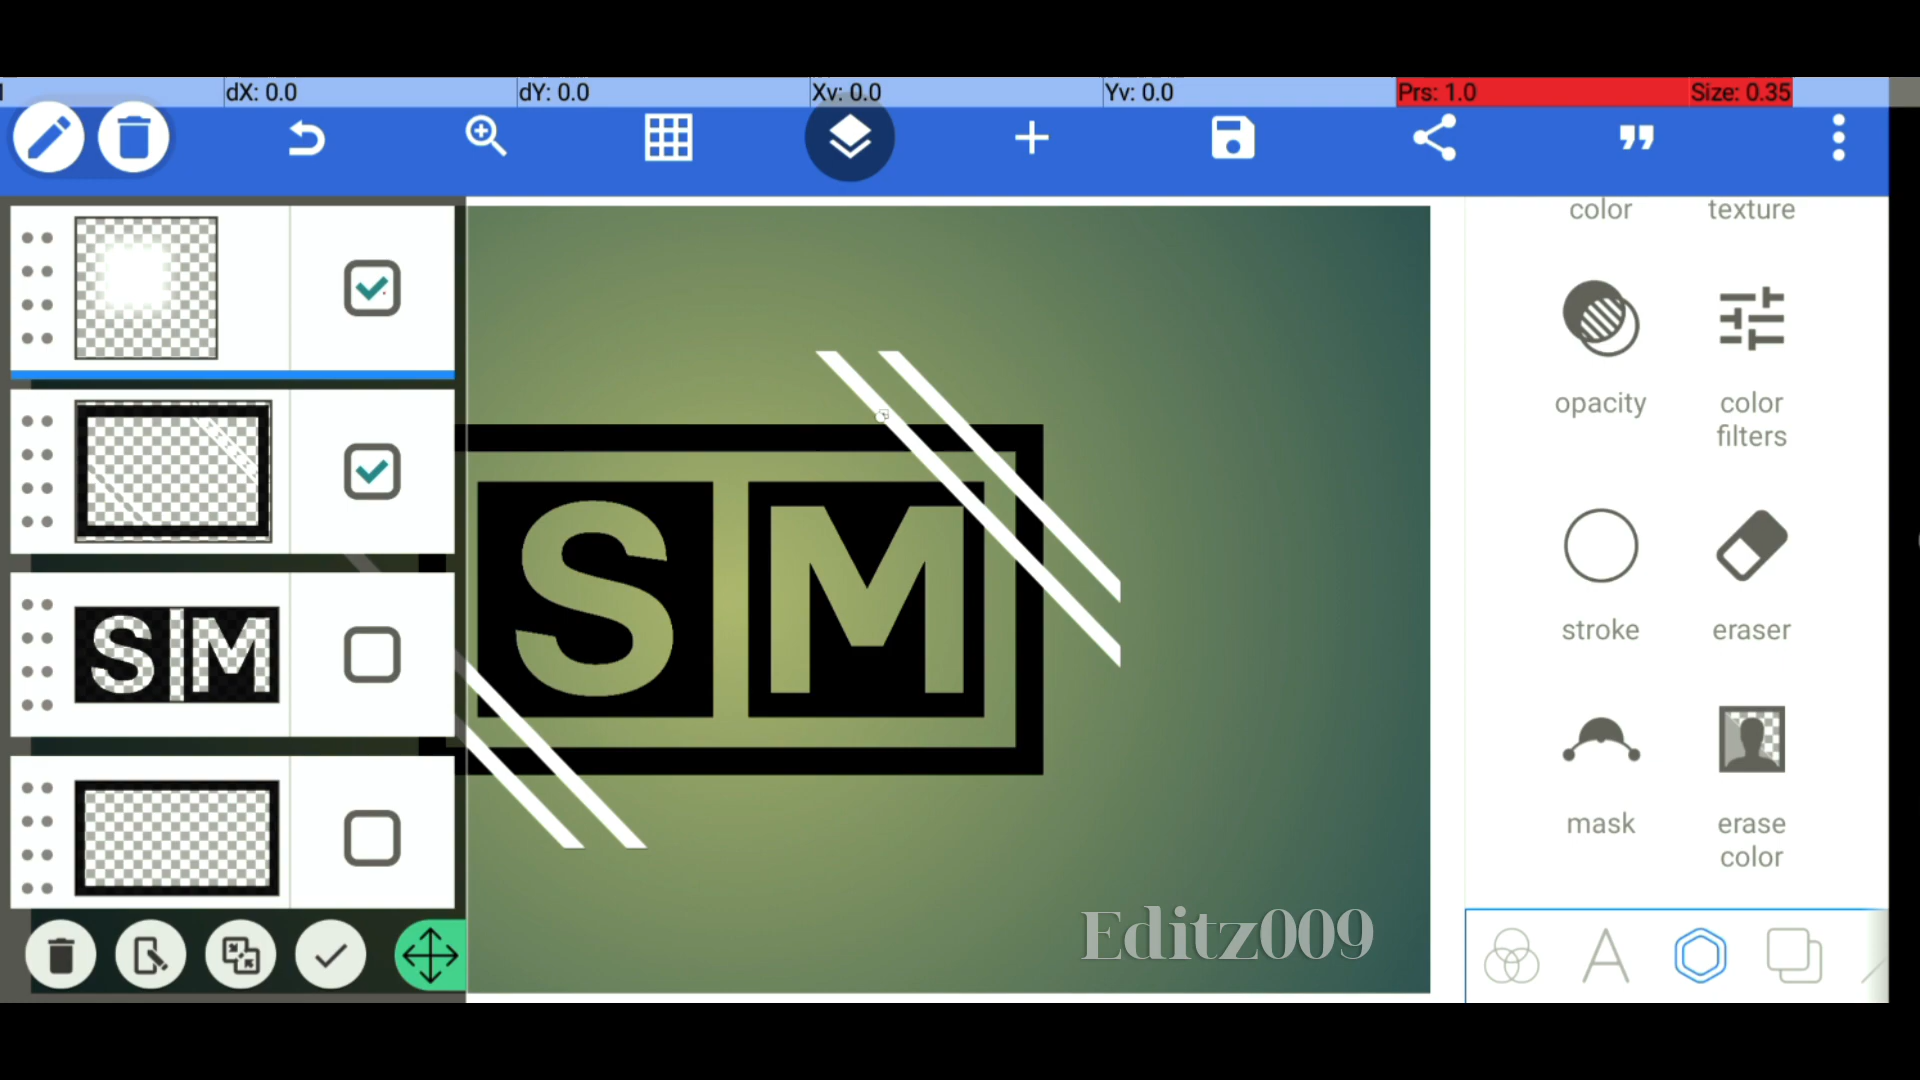 dX: 0.0
dY: 0.0
Xv: 0.0
Yv: 0.0
Prs: 1.0
Size: 0.35
color
texture
opacity
color
filters
stroke
eraser
mask
erase
color
S M
S M
Editz009